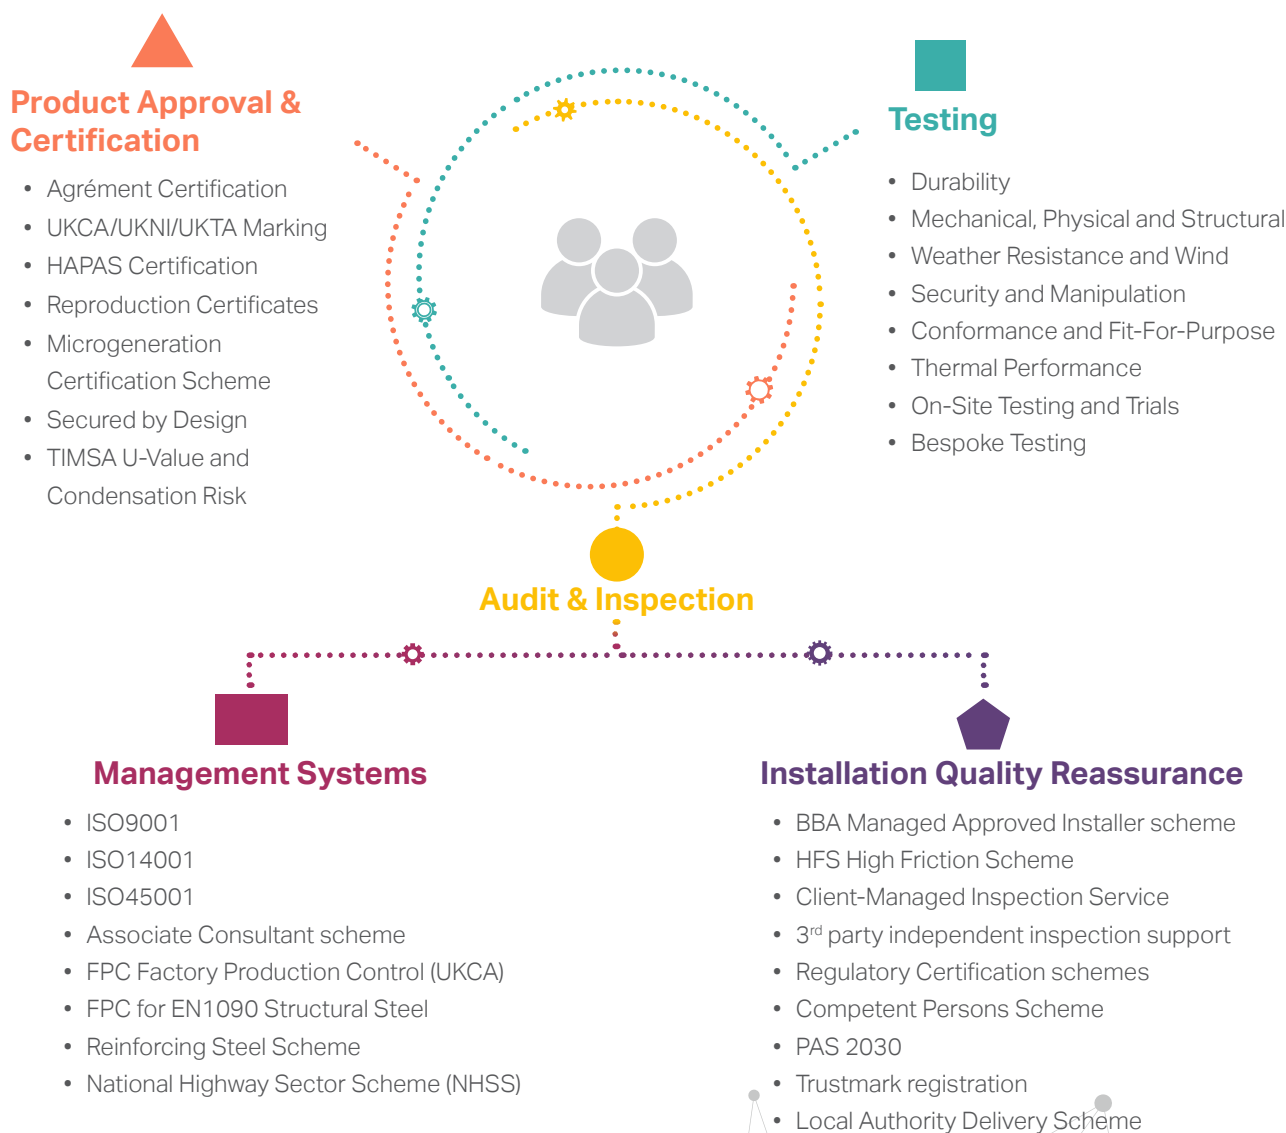 Product Approval &
Certification
• Agrément Certification
• UKCA/UKNI/UKTA Marking
• HAPAS Certification
• Reproduction Certificates
• Microgeneration
Certification Scheme
• Secured by Design
• TIMSA U-Value and
Condensation Risk
Testing
• Durability
• Mechanical, Physical and Structural
• Weather Resistance and Wind
• Security and Manipulation
• Conformance and Fit-For-Purpose
• Thermal Performance
• On-Site Testing and Trials
• Bespoke Testing
Audit & Inspection
Management Systems
• ISO9001
• ISO14001
• ISO45001
• Associate Consultant scheme
• FPC Factory Production Control (UKCA)
• FPC for EN1090 Structural Steel
• Reinforcing Steel Scheme
• National Highway Sector Scheme (NHSS)
Installation Quality Reassurance
• BBA Managed Approved Installer scheme
• HFS High Friction Scheme
• Client-Managed Inspection Service
• 3rd party independent inspection support
• Regulatory Certification schemes
• Competent Persons Scheme
• PAS 2030
• Trustmark registration
• Local Authority Delivery Scheme